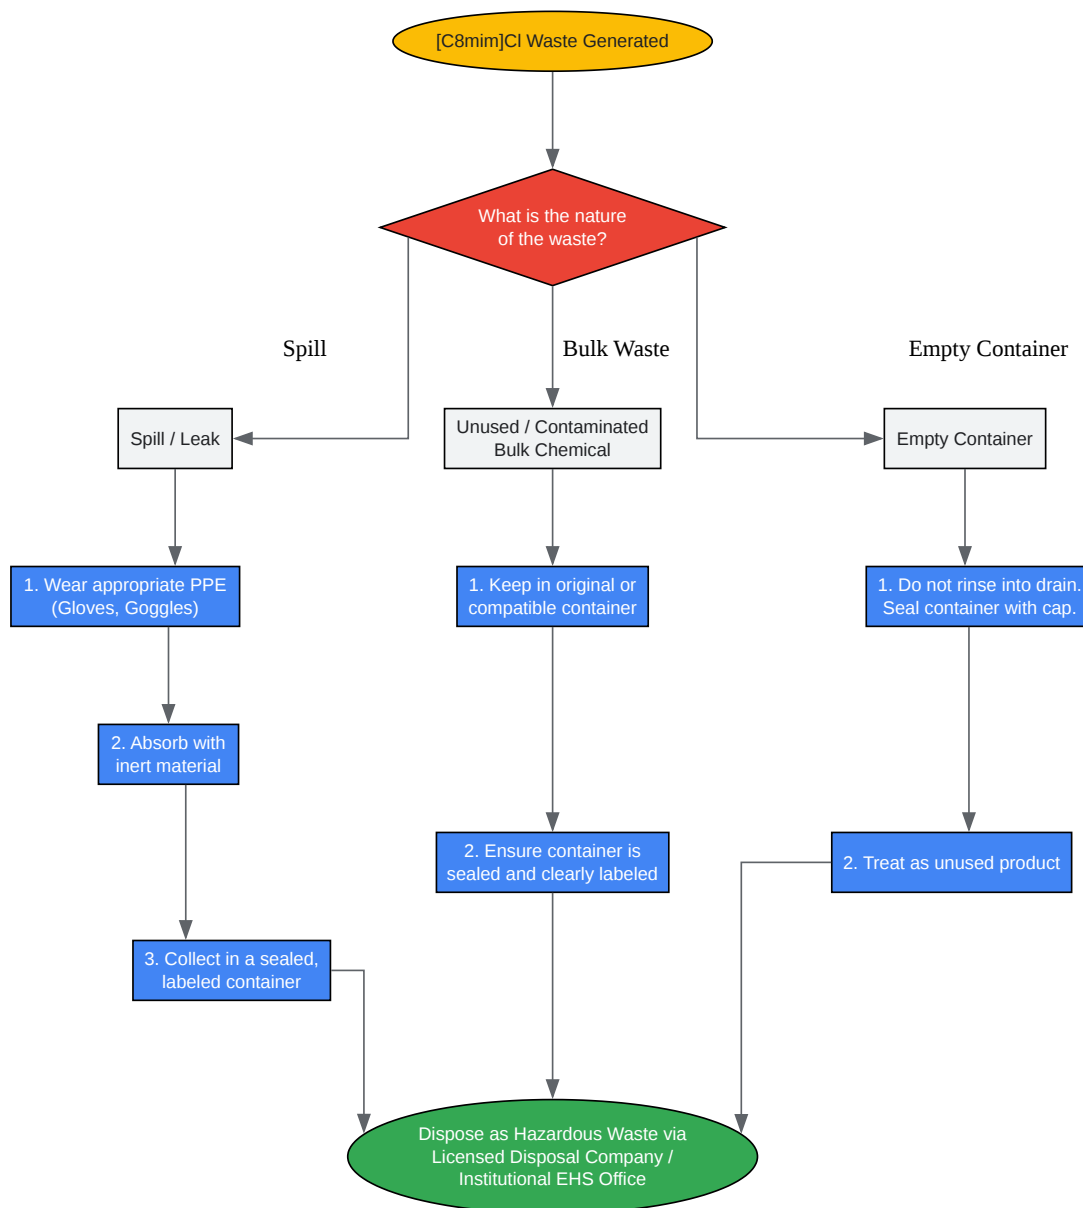 [C8mim]Cl Waste Generated
What is the nature
of the waste?
Spill
Bulk Waste
Empty Container
Spill / Leak
Unused / Contaminated
Bulk Chemical
Empty Container
1. Wear appropriate PPE
(Gloves, Goggles)
1. Keep in original or
compatible container
1. Do not rinse into drain.
Seal container with cap.
2. Absorb with
inert material
2. Ensure container is
sealed and clearly labeled
2. Treat as unused product
3. Collect in a sealed,
labeled container
Dispose as Hazardous Waste via
Licensed Disposal Company /
Institutional EHS Office